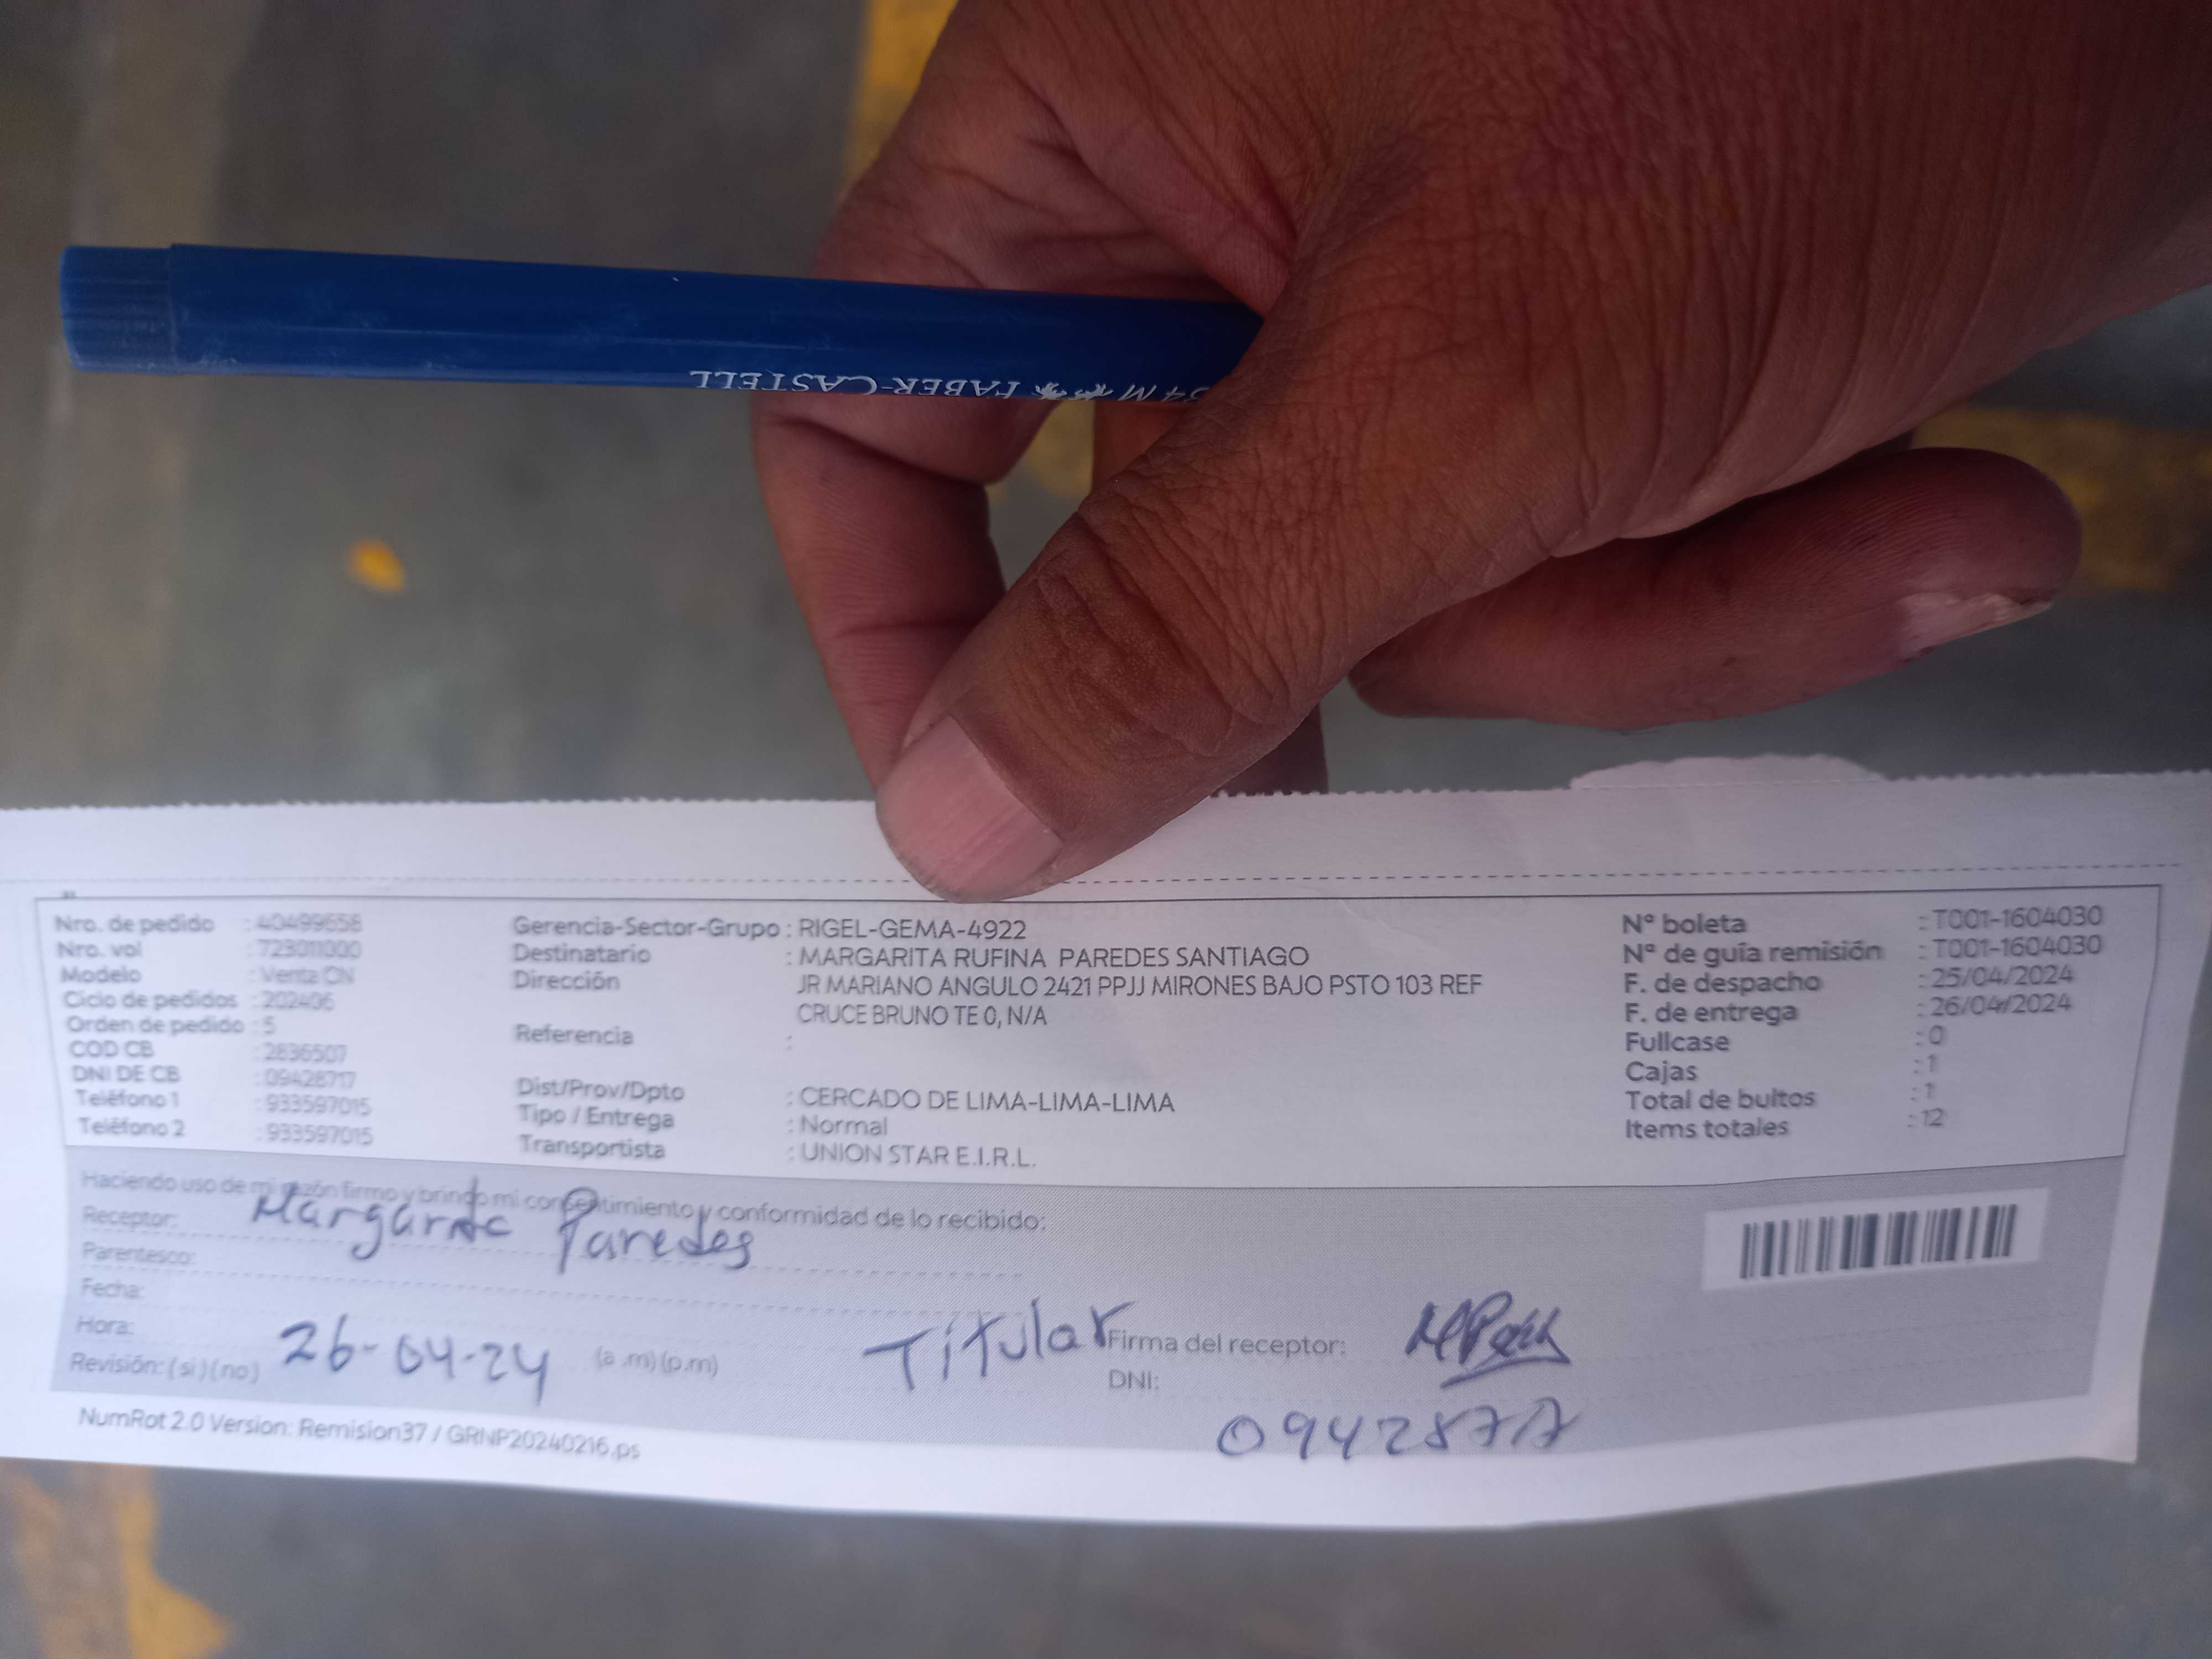 34 M FABER-CASTELL
Nro. de pedido : 40499658
Nro. vol : 723011000
Modelo : Venta CN
Ciclo de pedidos : 202406
Orden de pedido : 5
COD CB : 2836507
DNI DE CB : 09428717
Teléfono 1 : 933597015
Teléfono 2 : 933597015
Gerencia-Sector-Grupo : RIGEL-GEMA-4922
Destinatario : MARGARITA RUFINA PAREDES SANTIAGO
Dirección JR MARIANO ANGULO 2421 PPJJ MIRONES BAJO PSTO 103 REF
CRUCE BRUNO TE 0, N/A
Referencia :
Dist/Prov/Dpto : CERCADO DE LIMA-LIMA-LIMA
Tipo / Entrega : Normal
Transportista : UNION STAR E.I.R.L.
N° boleta : T001-1604030
N° de guía remisión : T001-1604030
F. de despacho : 25/04/2024
F. de entrega : 26/04/2024
Fullcase : 0
Cajas : 1
Total de bultos : 1
Items totales : 12
Haciendo uso de mi razón firmo y brindo mi consentimiento y conformidad de lo recibido:
Receptor: Margarita Paredes
Parentesco:
Fecha:
Hora: 26-04-24 (a.m) (p.m)
Revisión: (si) (no)
Titular
Firma del receptor:
DNI:
NumRot 2.0 Version: Remision37 / GRNP20240216.ps